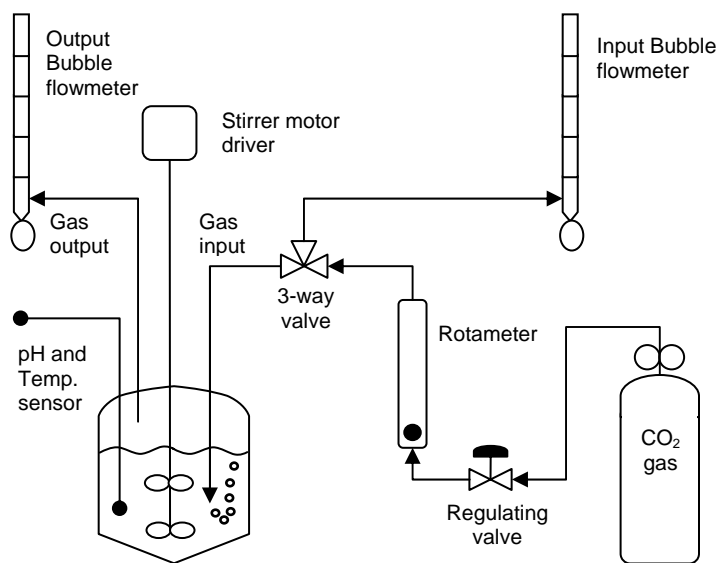 Output
Bubble
flowmeter
Input Bubble
flowmeter
Stirrer motor
driver
Gas
output
Gas
input
3-way
valve
Rotameter
pH and
Temp.
sensor
CO₂
gas
Regulating
valve